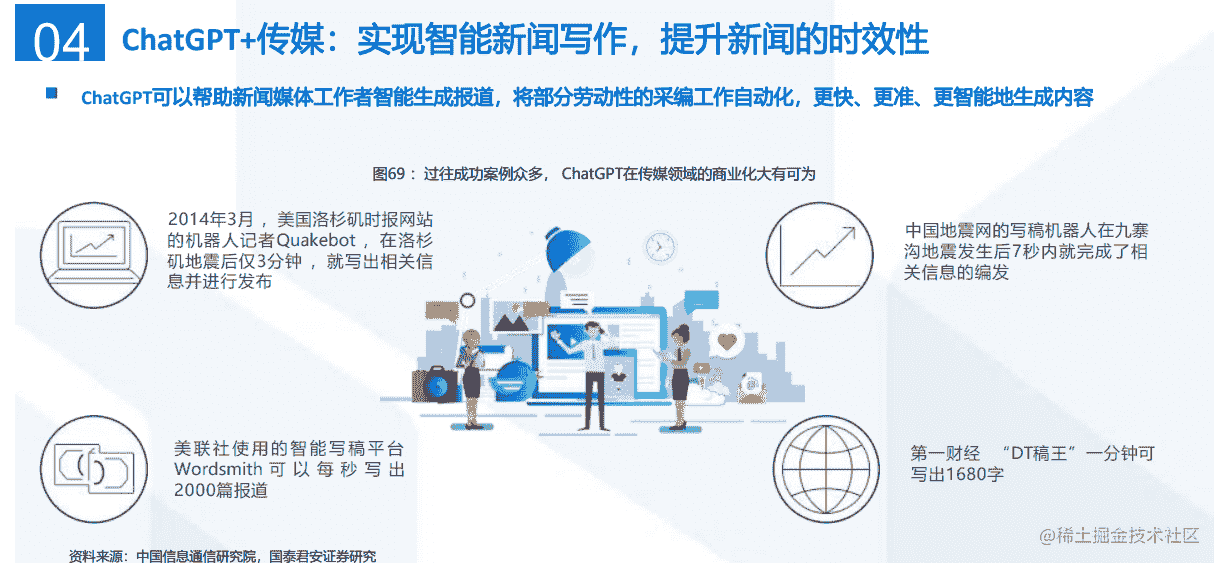 04 ChatGPT+传媒：实现智能新闻写作，提升新闻的时效性
ChatGPT可以帮助新闻媒体工作者智能生成报道，将部分劳动性的采编工作自动化，更快、更准、更智能地生成内容
图69 ：过往成功案例众多， ChatGPT在传媒领域的商业化大有可为
2014年3月 ，美国洛杉矶时报网站
的机器人记者Quakebot ，在洛杉
矶地震后仅3分钟 ，就写出相关信
息并进行发布
中国地震网的写稿机器人在九寨
沟地震发生后7秒内就完成了相
关信息的编发
美联社使用的智能写稿平台
Wordsmith可以每秒写出
2000篇报道
第一财经 “DT稿王”一分钟可
写出1680字
资料来源：中国信息通信研究院，国泰君安证券研究
@稀土掘金技术社区